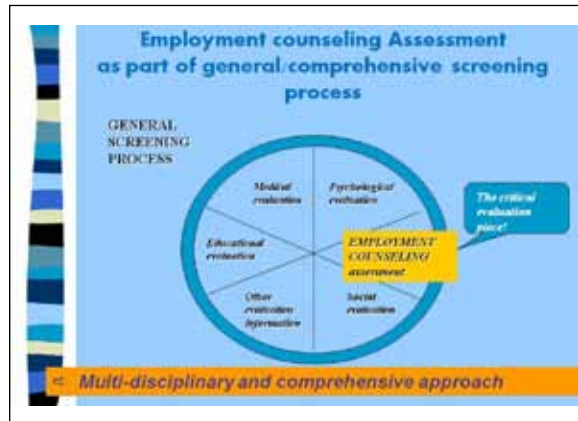 Employment counseling Assessment
as part of general/comprehensive screening
process
GENERAL
SCREENING
PROCESS
Medical
evaluation
Psychological
evaluation
The critical
evaluation
piece!
Educational
evaluation
EMPLOYMENT
COUNSELING
assessment
Other
evaluation
information
Social
evaluation
Multi-disciplinary and comprehensive approach